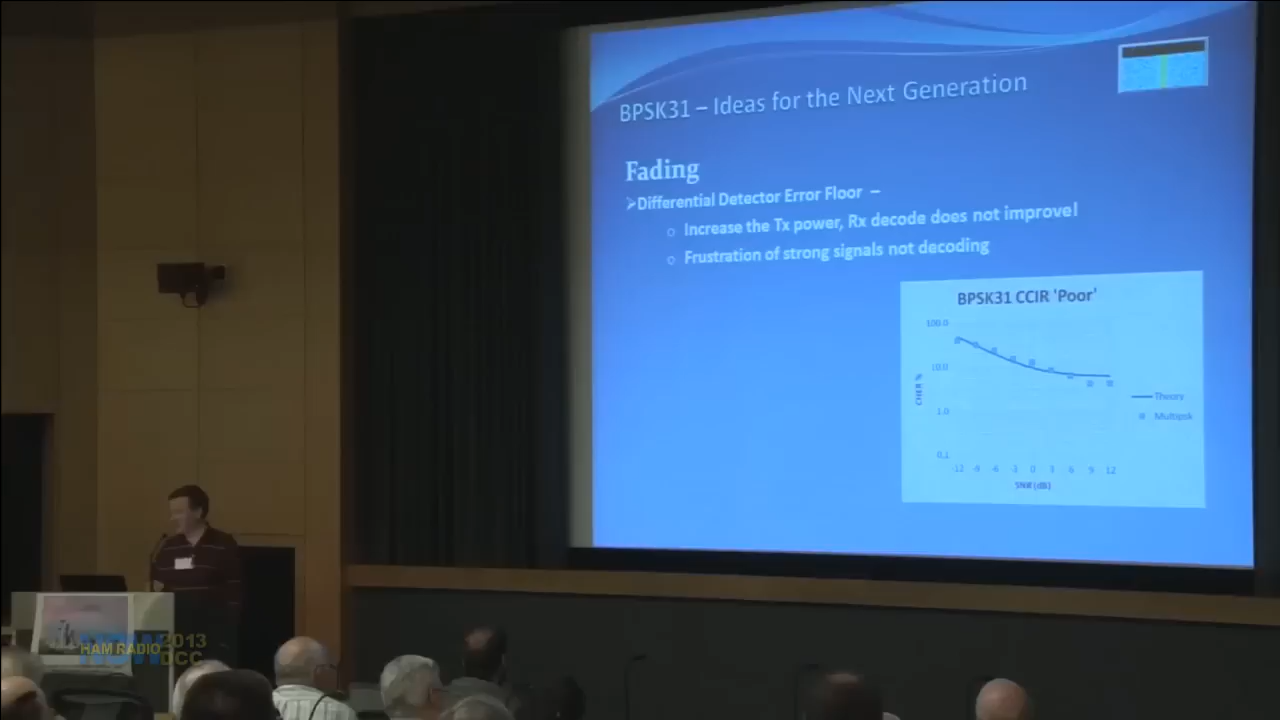 BPSK31 – Ideas for the Next Generation
Fading
➢Differential Detector Error Floor –
○ Increase the Tx power, Rx decode does not improve!
○ Frustration of strong signals not decoding
BPSK31 CCIR 'Poor'
100.0
10.0
1.0
0.1
CHER %
-12 -9 -6 -3 0 3 6 9 12
SNR (dB)
Theory
Multipsk
HAM RADIO 2013
DCC